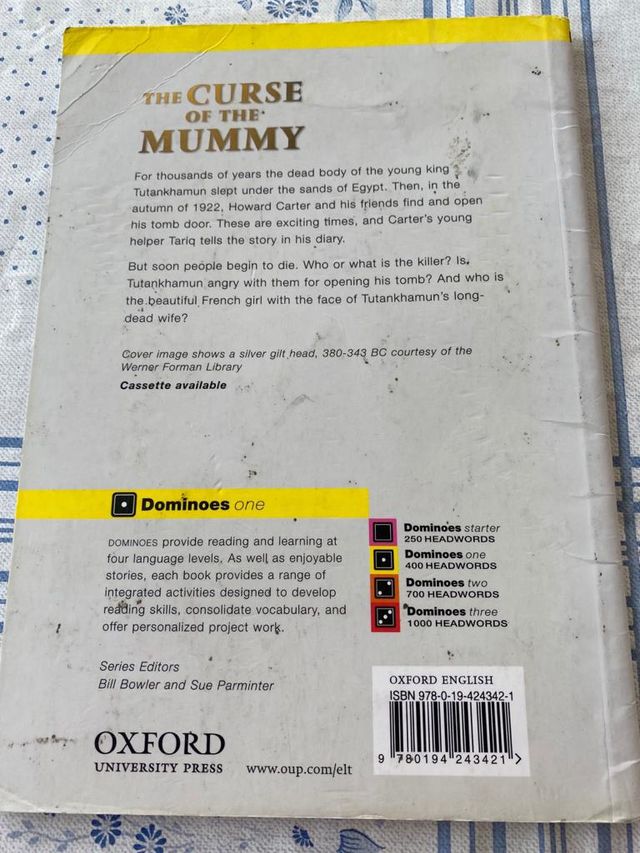 THE CURSE
OF THE
MUMMY
For thousands of years the dead body of the young king
Tutankhamun slept under the sands of Egypt. Then, in the
autumn of 1922, Howard Carter and his friends find and open
his tomb door. These are exciting times, and Carter's young
helper Tariq tells the story in his diary.
But soon people begin to die. Who or what is the killer? Is
Tutankhamun angry with them for opening his tomb? And who is
the beautiful French girl with the face of Tutankhamun's long-
dead wife?
Cover image shows a silver gilt head, 380-343 BC courtesy of the
Werner Forman Library
Cassette available
Dominoes one
DOMINOES provide reading and learning at
four language levels. As well as enjoyable
stories, each book provides a range of
integrated activities designed to develop
reading skills, consolidate vocabulary, and
offer personalized project work.
Series Editors
Bill Bowler and Sue Parminter
Dominoes starter
250 HEADWORDS
Dominoes one
400 HEADWORDS
Dominoes two
700 HEADWORDS
Dominoes three
1000 HEADWORDS
OXFORD
UNIVERSITY PRESS
www.oup.com/elt
OXFORD ENGLISH
ISBN 978-0-19-424342-1
9 780194 243421 >